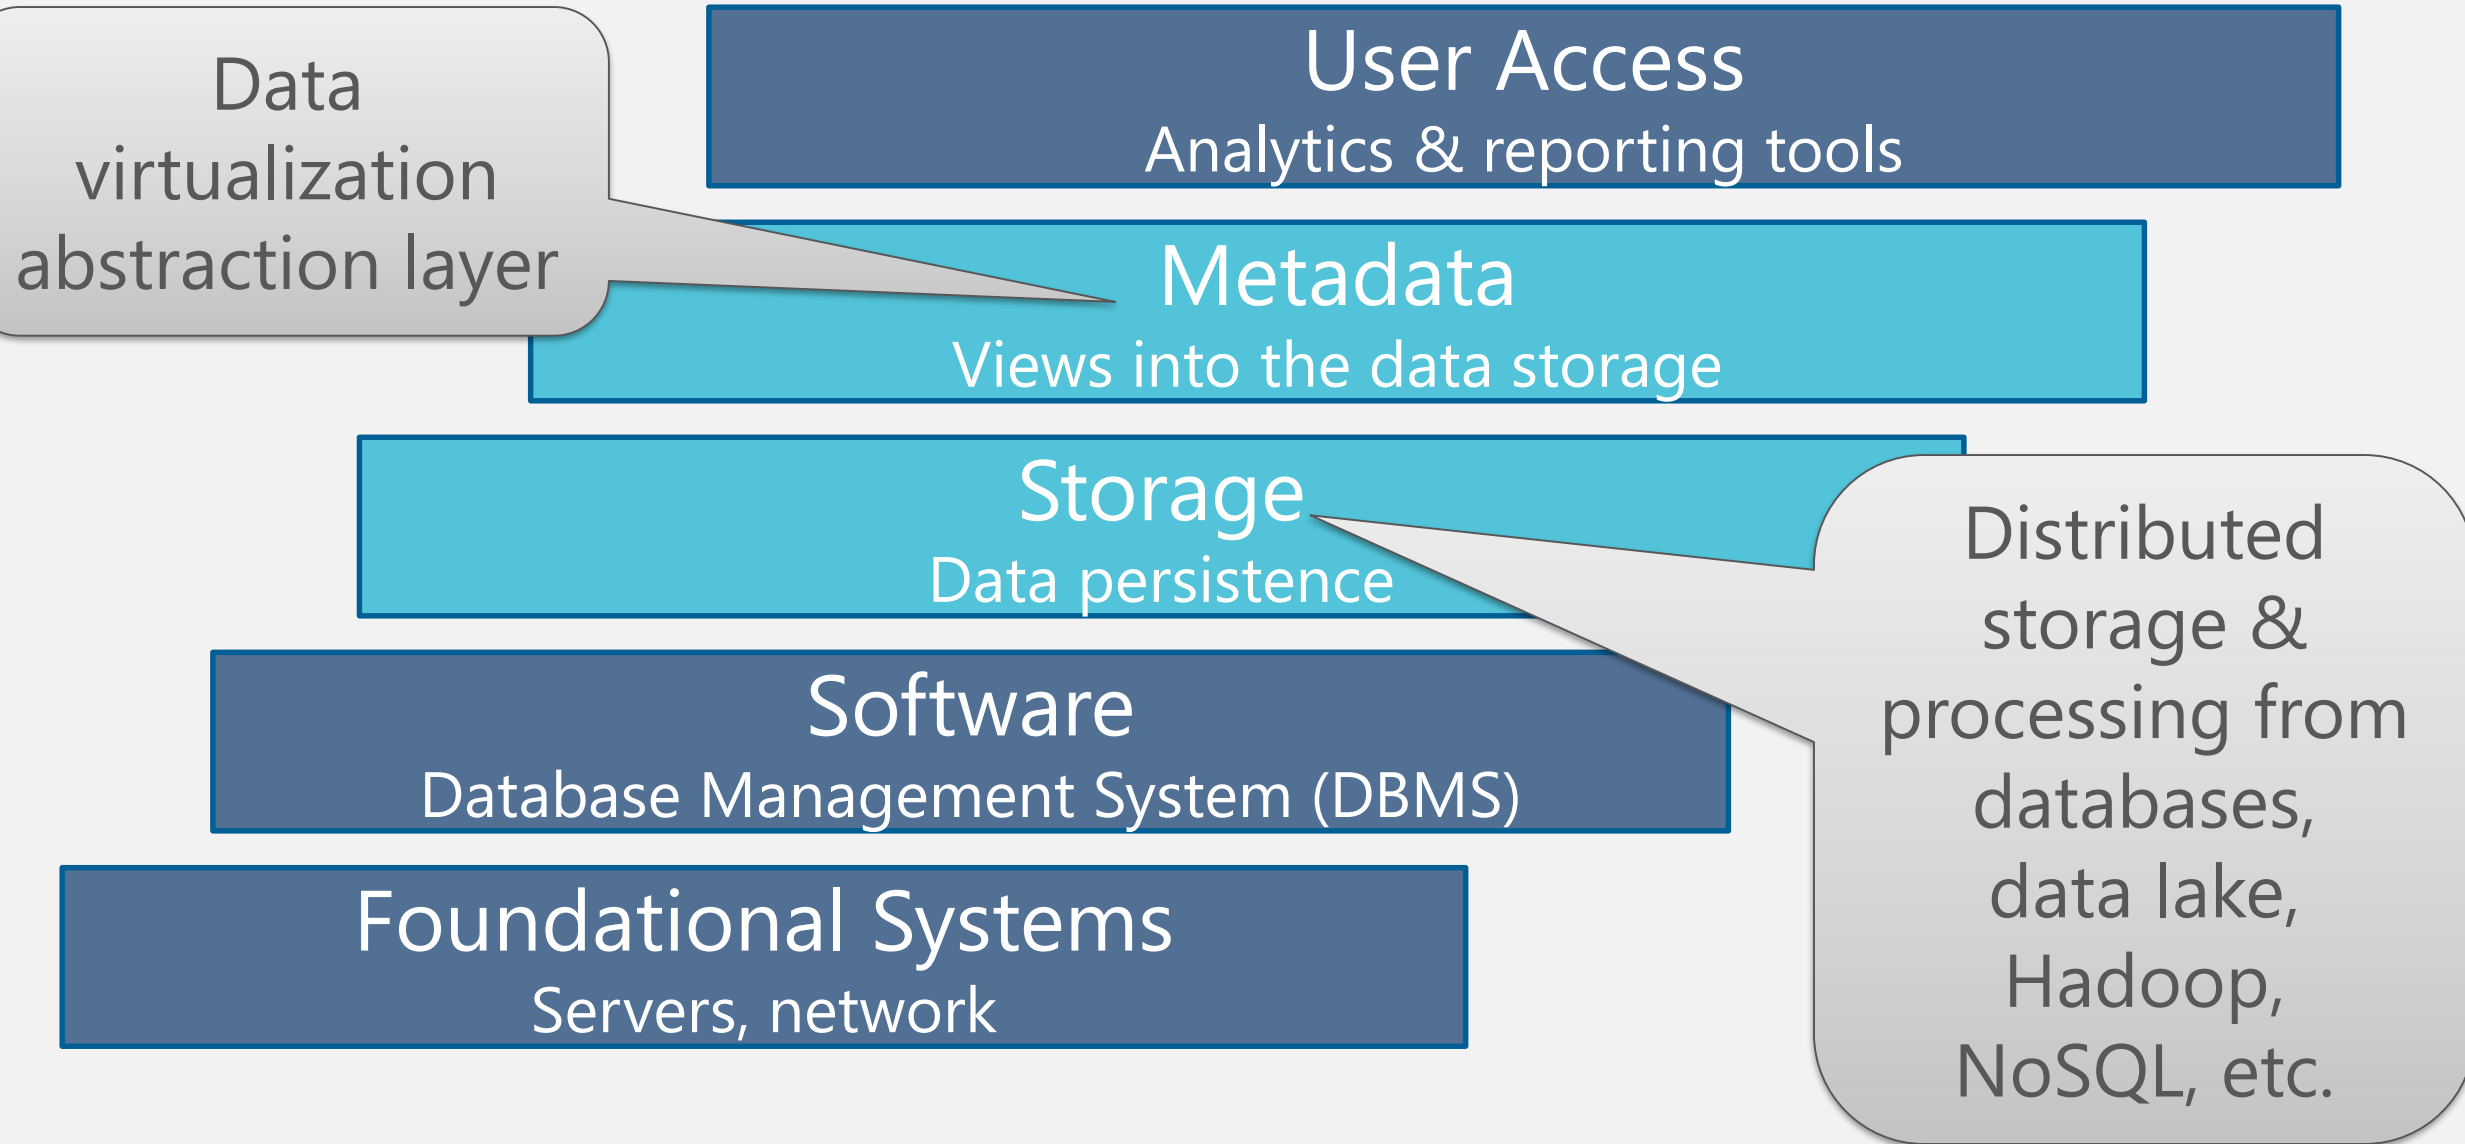 Data
virtualization
abstraction layer
User Access
Analytics & reporting tools
Metadata
Views into the data storage
Storage
Data persistence
Software
Database Management System (DBMS)
Foundational Systems
Servers, network
Distributed
storage &
processing from
databases,
data lake,
Hadoop,
NoSQL, etc.